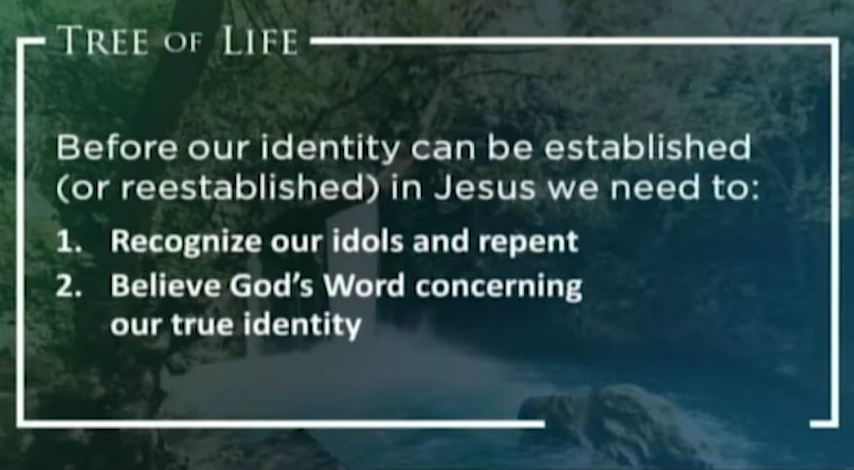 TREE OF LIFE
Before our identity can be established
(or reestablished) in Jesus we need to:
1. Recognize our idols and repent
2. Believe God's Word concerning
our true identity